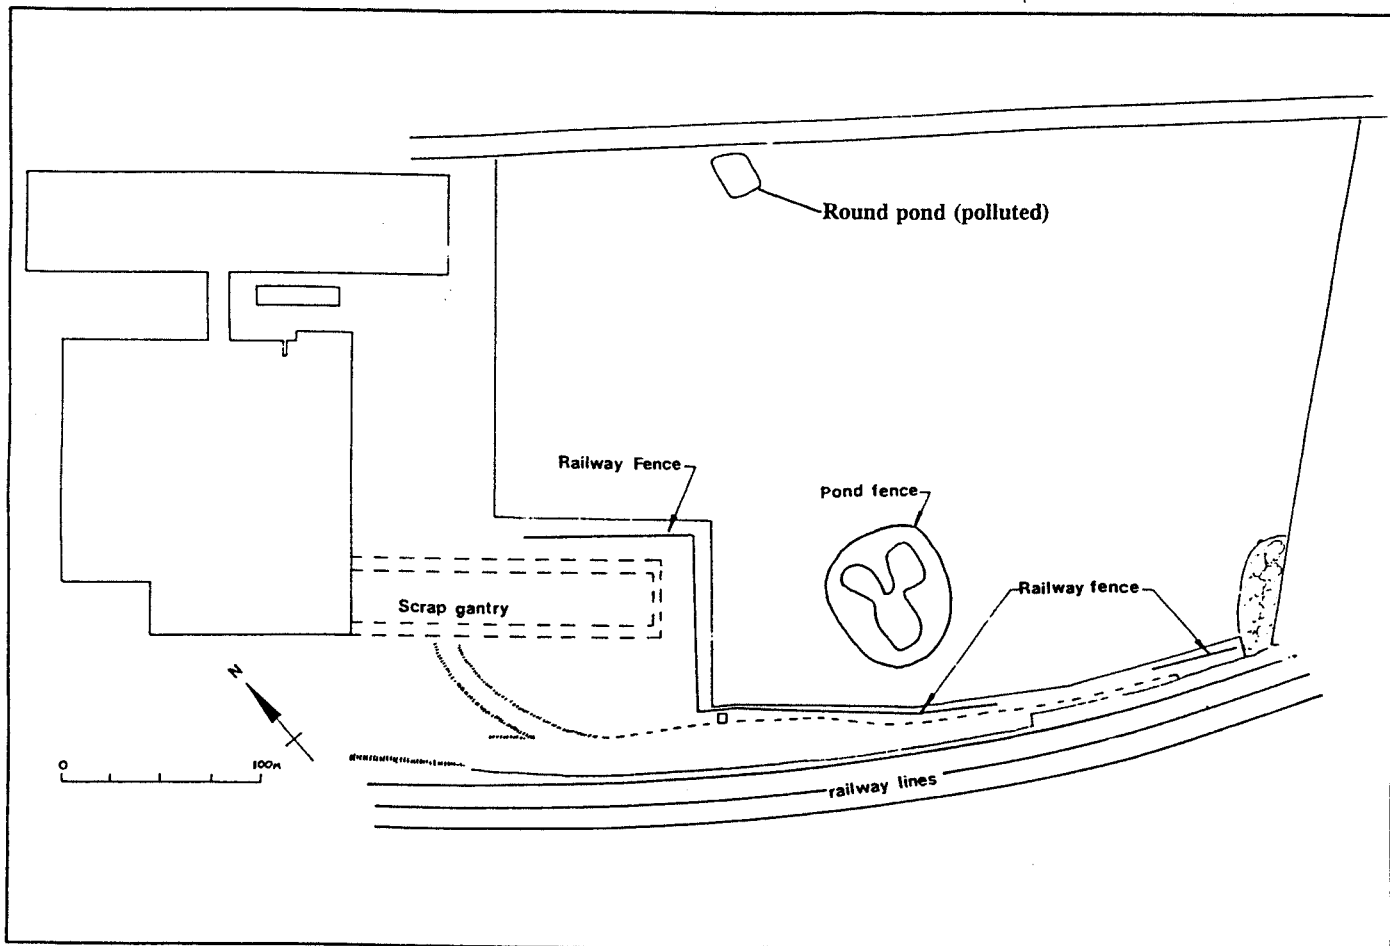 Round pond (polluted)
Railway Fence
Pond fence
Railway fence
Scrap gantry
N
0
100m
railway lines